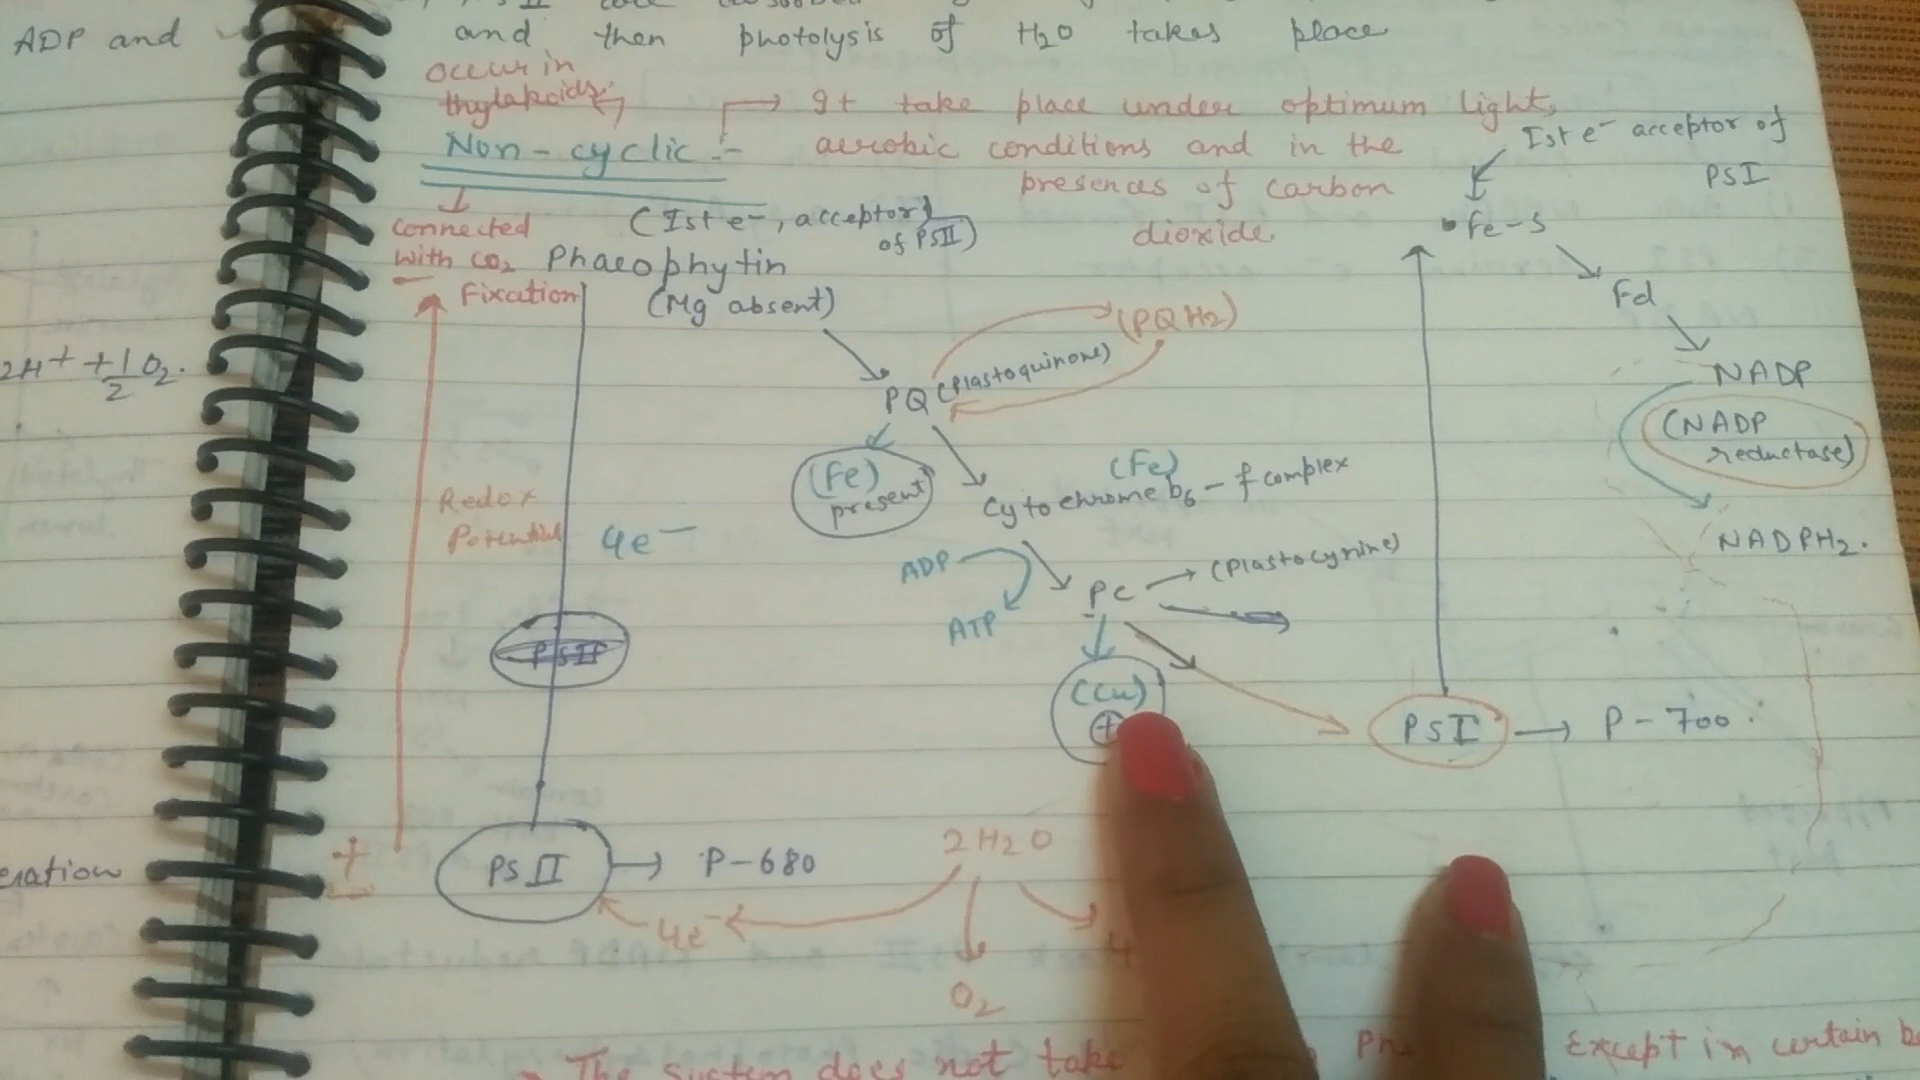 ADP and
and then photolysis of H2O takes place
occur in
thylakoids
Non-cyclic :-
→ It take place under optimum light,
aerobic conditions and in the
presences of carbon
dioxide
connected
with CO2
Fixation
(Ist e-, acceptor
of PSII)
Phaeophytin
(Mg absent)
Ist e- acceptor of
PSI
Fe-S
Fd
NADP
(NADP
reductase)
NADPH2.
(PQH2)
PQ (Plastoquinone)
2H+ + 1/2 O2.
(Fe)
present
(Fe)
Cytochrome b6-f complex
Redox
Potential
4e-
ADP
ATP
PC → (Plastocynine)
(Cu)
+
PSII
PSI → P-700.
+
PSII → P-680
2H2O
4e-
O2
eration
The system does not take
Except in certain